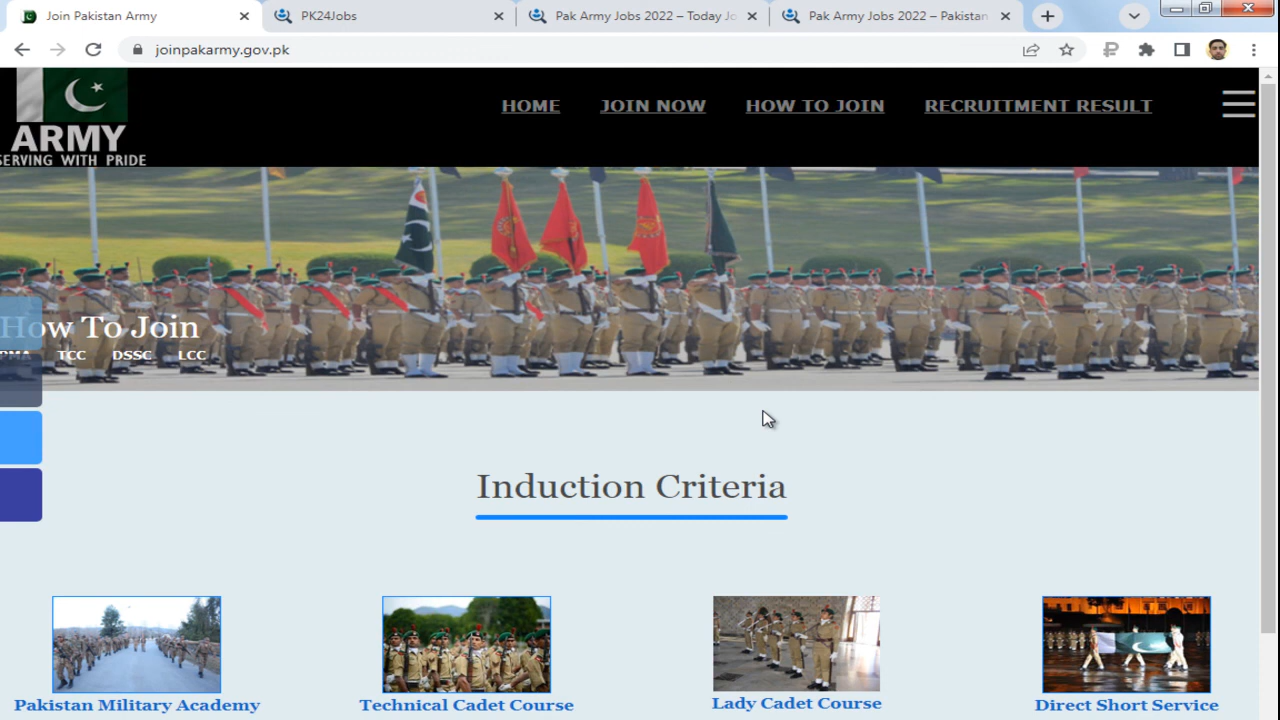 Join Pakistan Army
PK24Jobs
Pak Army Jobs 2022 – Today Jo
Pak Army Jobs 2022 – Pakistan
joinpakarmy.gov.pk
ARMY
SERVING WITH PRIDE
HOME
JOIN NOW
HOW TO JOIN
RECRUITMENT RESULT
How To Join
PMA TCC DSSC LCC
Induction Criteria
Pakistan Military Academy
Technical Cadet Course
Lady Cadet Course
Direct Short Service